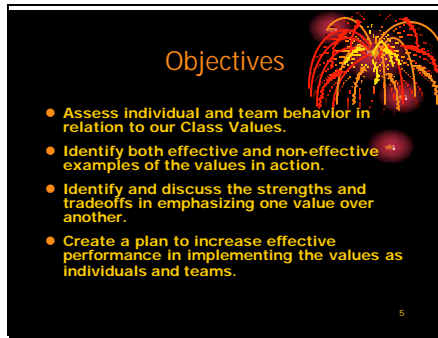 Objectives
• Assess individual and team behavior in
relation to our Class Values.
• Identify both effective and non-effective
examples of the values in action.
• Identify and discuss the strengths and
tradeoffs in emphasizing one value over
another.
• Create a plan to increase effective
performance in implementing the values as
individuals and teams.
5